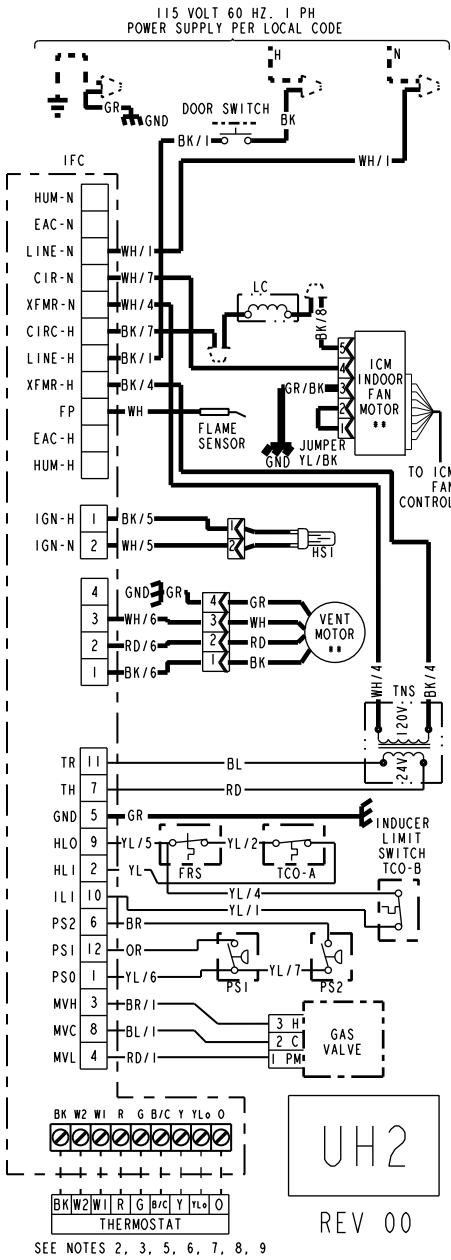 115 VOLT 60 HZ. 1 PH
POWER SUPPLY PER LOCAL CODE
H
N
GR
GND
DOOR SWITCH
BK
BK/1
WH/1
IFC
HUM-N
EAC-N
LINE-N WH/1
CIR-N WH/7
XFMR-N WH/4
CIRC-H BK/7
LINE-H BK/1
XFMR-H BK/4
FP WH
EAC-H
HUM-H
LC
BK/8
5
4
GR/BK 3
2
1
ICM
INDOOR
FAN
MOTOR
**
FLAME
SENSOR
GND
JUMPER
YL/BK
TO ICM
FAN
CONTROL
IGN-H 1 BK/5 1
IGN-N 2 WH/5 2
HSI
4 GND GR 4 GR
3 WH/6 3 WH
2 RD/6 2 RD
1 BK/6 1 BK
VENT
MOTOR
**
WH/4
BK/4
TNS
120V
24V
TR 11 BL
TH 7 RD
GND 5 GR
HLO 9 YL/5 YL/2
HLI 2 YL
FRS
TCO-A
INDUCER
LIMIT
SWITCH
TCO-B
YL/4
ILI 10 YL/1
PS2 6 BR
PS1 12 OR
PSO 1 YL/6 YL/7
PS1
PS2
MVH 3 BR/1 3 H
MVC 8 BL/1 2 C
MVL 4 RD/1 1 PM
GAS
VALVE
BK W2 W1 R G B/C Y YLo O
BK W2 W1 R G B/C Y YLo O
THERMOSTAT
UH2
REV 00
SEE NOTES 2, 3, 5, 6, 7, 8, 9